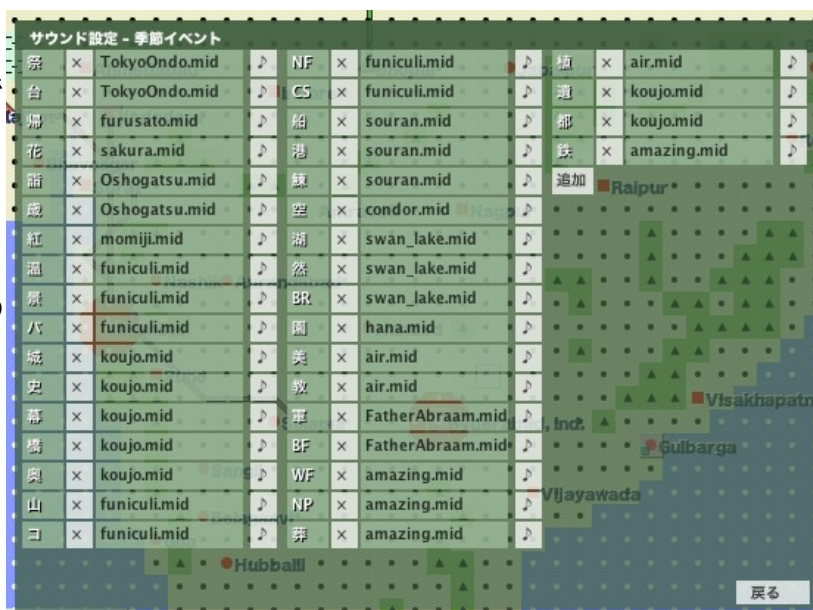 サウンド設定 – 季節イベント
祭 × TokyoOndo.mid ♪ NF × funiculi.mid ♪ 植 × air.mid ♪
台 × TokyoOndo.mid ♪ CS × funiculi.mid ♪ 道 × koujo.mid ♪
帰 × furusato.mid ♪ 船 × souran.mid ♪ 都 × koujo.mid ♪
花 × sakura.mid ♪ 港 × souran.mid ♪ 鉄 × amazing.mid ♪
詣 × Oshogatsu.mid ♪ 錬 × souran.mid ♪ 追加
歳 × Oshogatsu.mid ♪ 空 × condor.mid ♪
紅 × momiji.mid ♪ 湖 × swan_lake.mid ♪
温 × funiculi.mid ♪ 然 × swan_lake.mid ♪
景 × funiculi.mid ♪ BR × swan_lake.mid ♪
バ × funiculi.mid ♪ 園 × hana.mid ♪
城 × koujo.mid ♪ 美 × air.mid ♪
史 × koujo.mid ♪ 教 × air.mid ♪
幕 × koujo.mid ♪ 軍 × FatherAbraam.mid ♪
橋 × koujo.mid ♪ BF × FatherAbraam.mid ♪
奥 × koujo.mid ♪ WF × amazing.mid ♪
山 × funiculi.mid ♪ NP × amazing.mid ♪
コ × funiculi.mid ♪ 葬 × amazing.mid ♪
Raipur
Visakhapatn
Gulbarga
Vijayawada
Hubballi
戻る